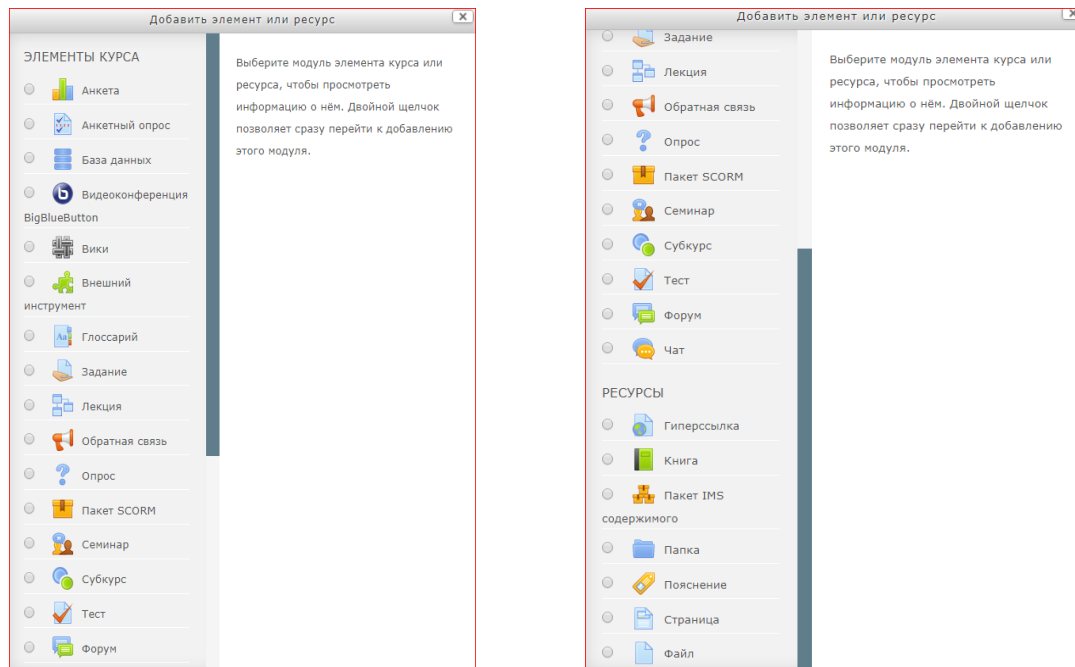 Добавить элемент или ресурс
ЭЛЕМЕНТЫ КУРСА
Анкета
Анкетный опрос
База данных
Видеоконференция
BigBlueButton
Вики
Внешний
инструмент
Глоссарий
Задание
Лекция
Обратная связь
Опрос
Пакет SCORM
Семинар
Субкурс
Тест
Форум
Выберите модуль элемента курса или
ресурса, чтобы просмотреть
информацию о нём. Двойной щелчок
позволяет сразу перейти к добавлению
этого модуля.
Добавить элемент или ресурс
Задание
Лекция
Обратная связь
Опрос
Пакет SCORM
Семинар
Субкурс
Тест
Форум
Чат
РЕСУРСЫ
Гиперссылка
Книга
Пакет IMS
содержимого
Папка
Пояснение
Страница
Файл
Выберите модуль элемента курса или
ресурса, чтобы просмотреть
информацию о нём. Двойной щелчок
позволяет сразу перейти к добавлению
этого модуля.